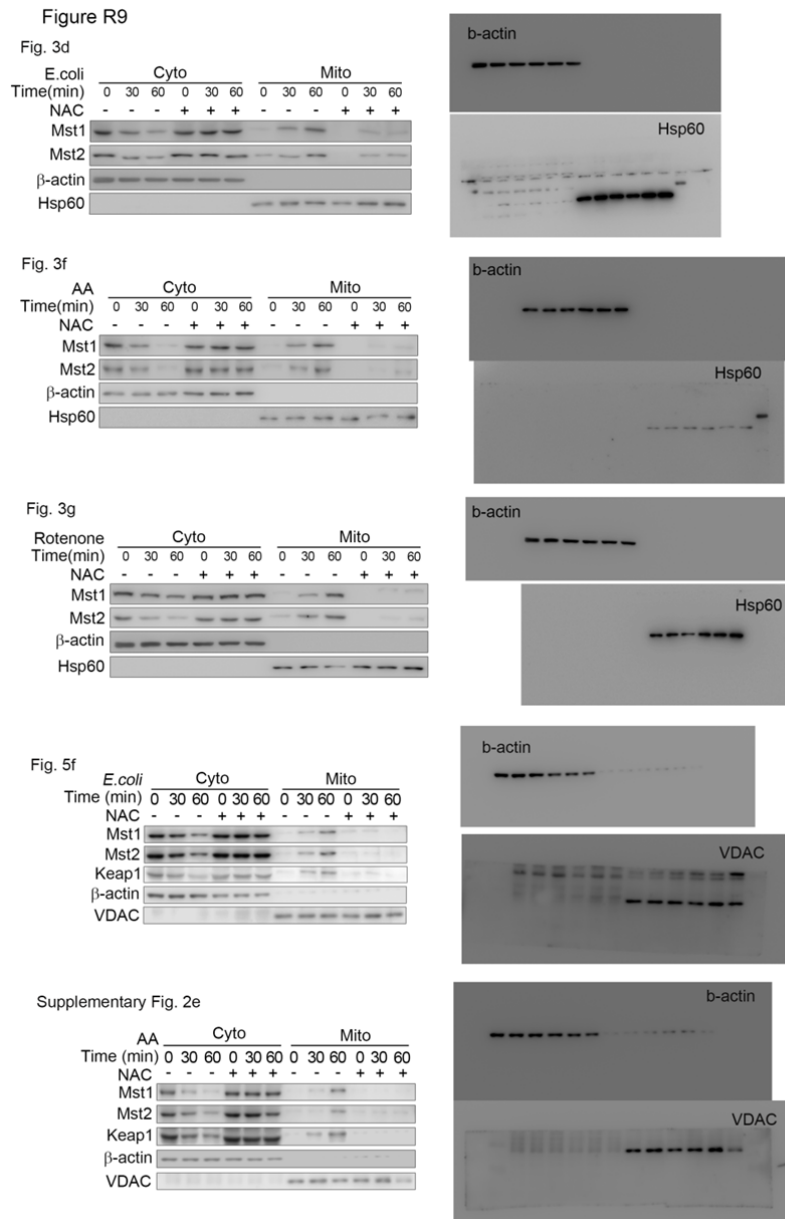 Figure R9
Fig. 3d
E.coli Cyto Mito
Time(min) 0 30 60 0 30 60 0 30 60 0 30 60
NAC - - - + + + - - - + + +
Mst1
Mst2
β-actin
Hsp60
b-actin
Hsp60
Fig. 3f
AA Cyto Mito
Time(min) 0 30 60 0 30 60 0 30 60 0 30 60
NAC - - - + + + - - - + + +
Mst1
Mst2
β-actin
Hsp60
b-actin
Hsp60
Fig. 3g
Rotenone Cyto Mito
Time(min) 0 30 60 0 30 60 0 30 60 0 30 60
NAC - - - + + + - - - + + +
Mst1
Mst2
β-actin
Hsp60
b-actin
Hsp60
Fig. 5f
E.coli Cyto Mito
Time (min) 0 30 60 0 30 60 0 30 60 0 30 60
NAC - - - + + + - - - + + +
Mst1
Mst2
Keap1
β-actin
VDAC
b-actin
VDAC
Supplementary Fig. 2e
AA Cyto Mito
Time (min) 0 30 60 0 30 60 0 30 60 0 30 60
NAC - - - + + + - - - + + +
Mst1
Mst2
Keap1
β-actin
VDAC
b-actin
VDAC